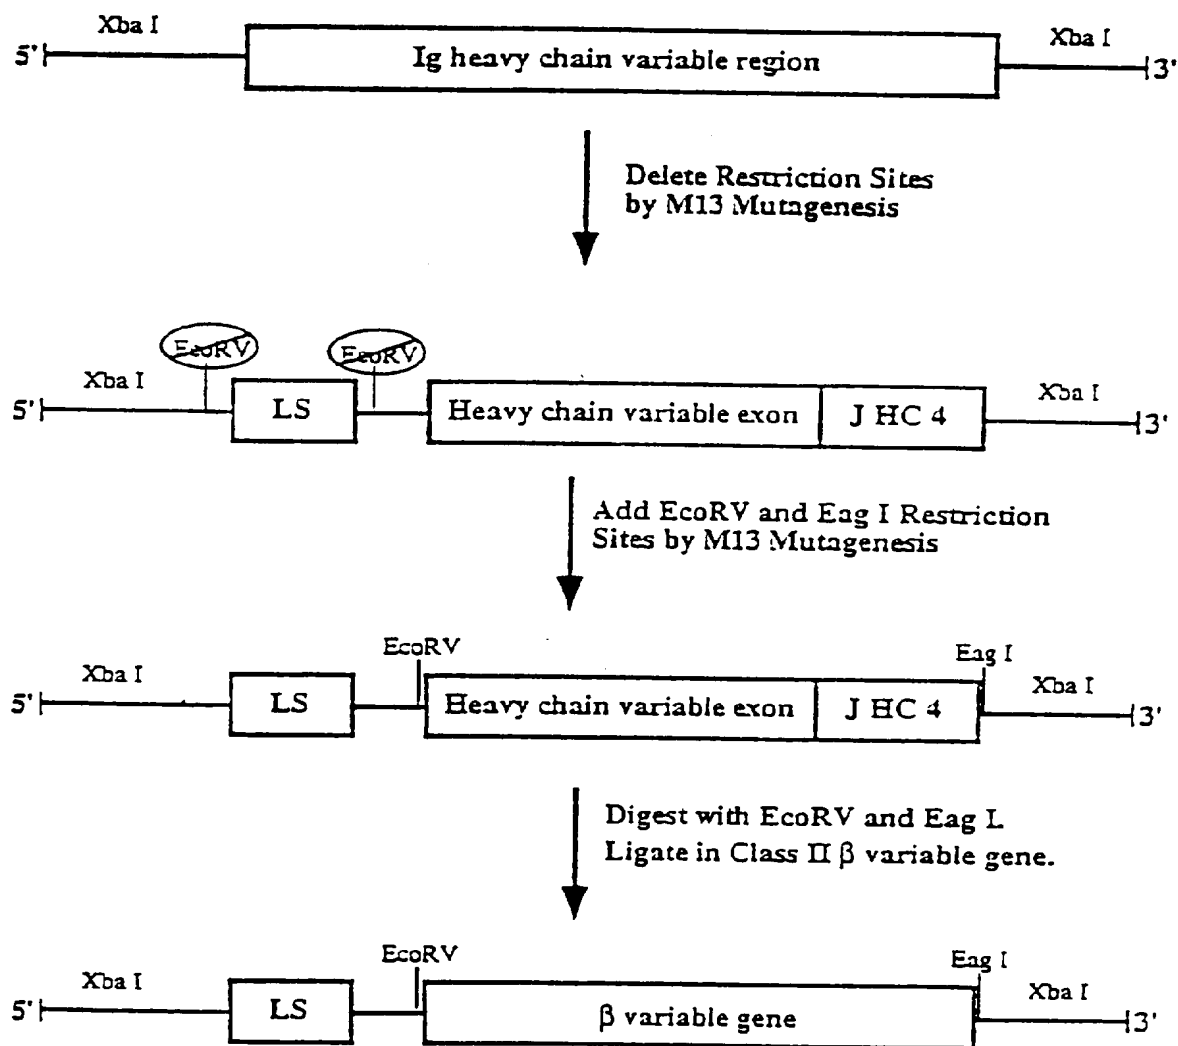 Xba I
Xba I
5' Ig heavy chain variable region 3'
Delete Restriction Sites
by M13 Mutagenesis
EcoRV EcoRV
Xba I Xba I
5' LS Heavy chain variable exon J HC 4 3'
Add EcoRV and Eag I Restriction
Sites by M13 Mutagenesis
EcoRV Eag I
Xba I Xba I
5' LS Heavy chain variable exon J HC 4 3'
Digest with EcoRV and Eag I.
Ligate in Class II β variable gene.
EcoRV Eag I
Xba I Xba I
5' LS β variable gene 3'